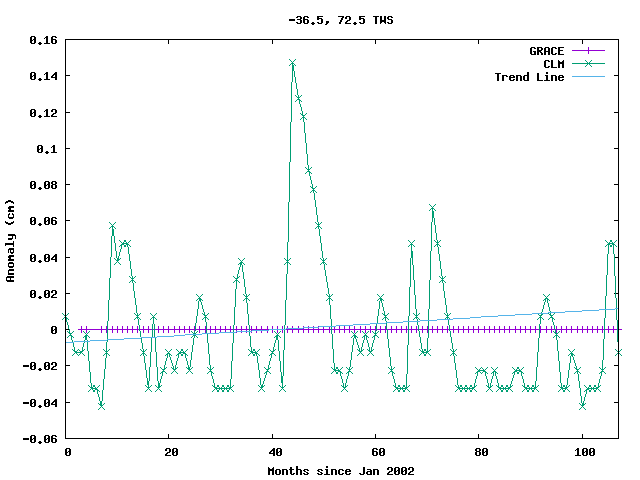 -36.5, 72.5 TWS
GRACE
CLM
Trend Line
Anomaly (cm)
0.16
0.14
0.12
0.1
0.08
0.06
0.04
0.02
0
-0.02
-0.04
-0.06
0 20 40 60 80 100
Months since Jan 2002